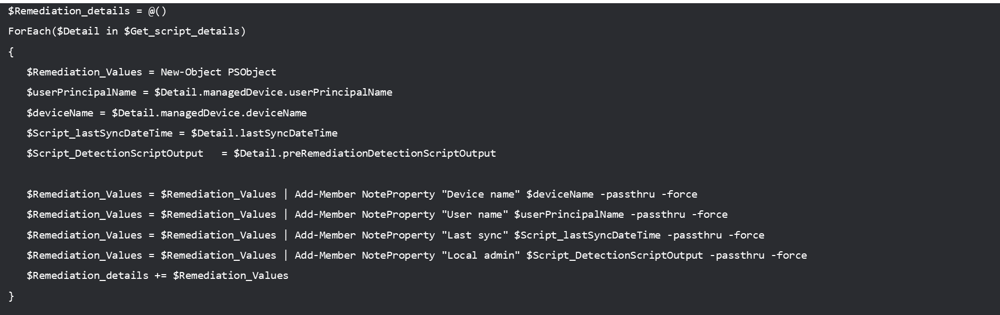 $Remediation_details = @()
ForEach($Detail in $Get_script_details)
{
   $Remediation_Values = New-Object PSObject
   $userPrincipalName = $Detail.managedDevice.userPrincipalName
   $deviceName = $Detail.managedDevice.deviceName
   $Script_lastSyncDateTime = $Detail.lastSyncDateTime
   $Script_DetectionScriptOutput   = $Detail.preRemediationDetectionScriptOutput

   $Remediation_Values = $Remediation_Values | Add-Member NoteProperty "Device name" $deviceName -passthru -force
   $Remediation_Values = $Remediation_Values | Add-Member NoteProperty "User name" $userPrincipalName -passthru -force
   $Remediation_Values = $Remediation_Values | Add-Member NoteProperty "Last sync" $Script_lastSyncDateTime -passthru -force
   $Remediation_Values = $Remediation_Values | Add-Member NoteProperty "Local admin" $Script_DetectionScriptOutput -passthru -force
   $Remediation_details += $Remediation_Values
}